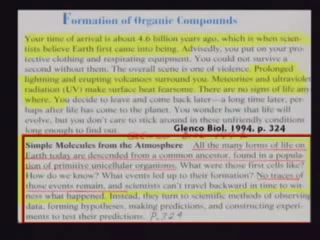 Formation of Organic Compounds
Your time of arrival is about 4.6 billion years ago, which is when scien-
tists believe Earth first came into being. Advisedly, you put on your pro-
tective clothing and respiratory equipment. You could not survive a
second without them. The overall scene is one of violence. Prolonged
lightning and erupting volcanoes surround you. Meteorites and ultraviolet
radiation (UV) make surface heat fearsome. There are no signs of life any-
where. You decide to leave and come back later—a long time later, per-
haps after life has come to the planet. You wonder how that life will
evolve, but you don't care to stick around in these unfriendly conditions
long enough to find out.
Glenco Biol. 1994, p. 324
Simple Molecules from the Atmosphere All the many forms of life on
Earth today are descended from a common ancestor, found in a popula-
tion of primitive unicellular organisms. What were those first cells like?
How do we know? What events led up to their formation? No traces of
those events remain, and scientists can't travel backward in time to wit-
ness what happened. Instead, they turn to scientific methods of observing
data, forming hypotheses, making predictions, and constructing experi-
ments to test their predictions. P.324